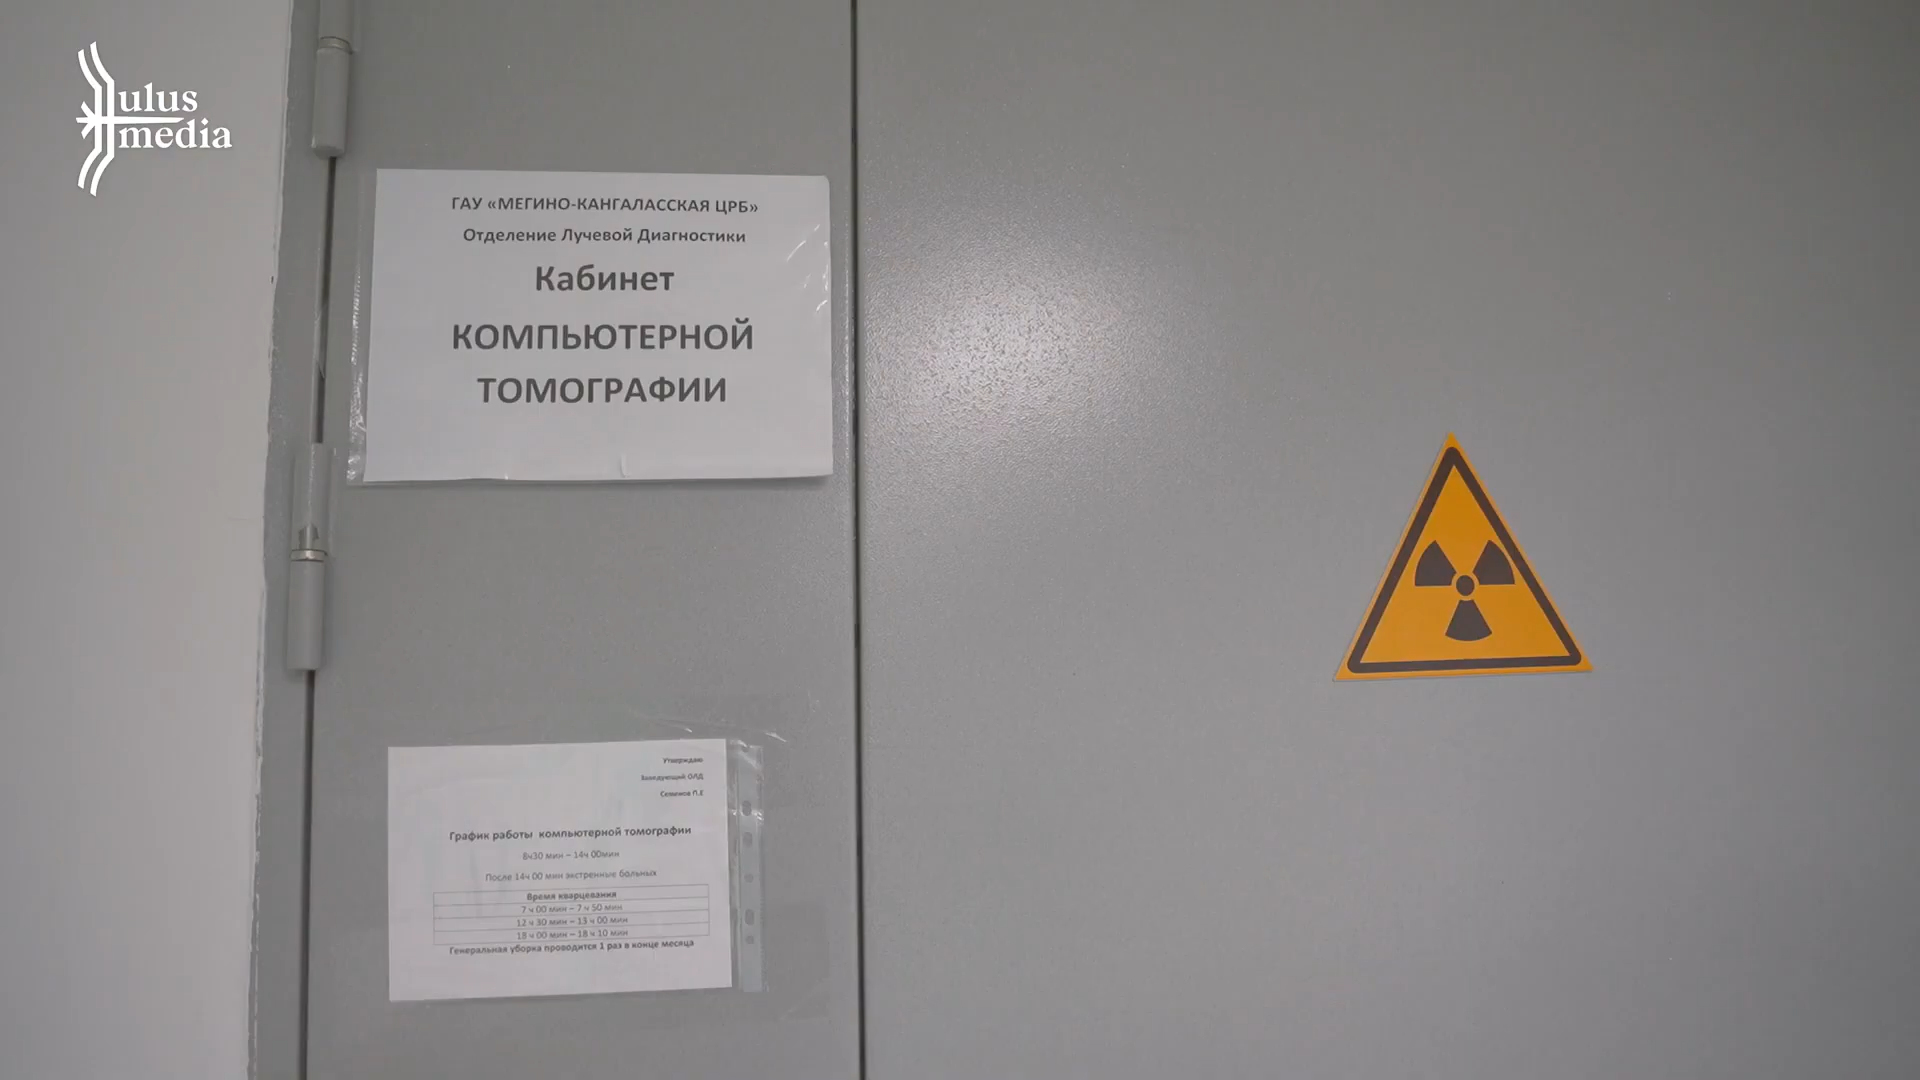 ulus
media
ГАУ «МЕГИНО-КАНГАЛАССКАЯ ЦРБ»
Отделение Лучевой Диагностики
Кабинет
КОМПЬЮТЕРНОЙ
ТОМОГРАФИИ
Утверждаю
Заведующий ОЛД
Семенов П.Е
График работы компьютерной томографии
8ч30 мин – 14ч 00мин
После 14ч 00 мин экстренные больных
Время кварцевания
7 ч 00 мин – 7 ч 50 мин
12 ч 30 мин – 13 ч 00 мин
18 ч 00 мин – 18 ч 10 мин
Генеральная уборка проводится 1 раз в конце месяца